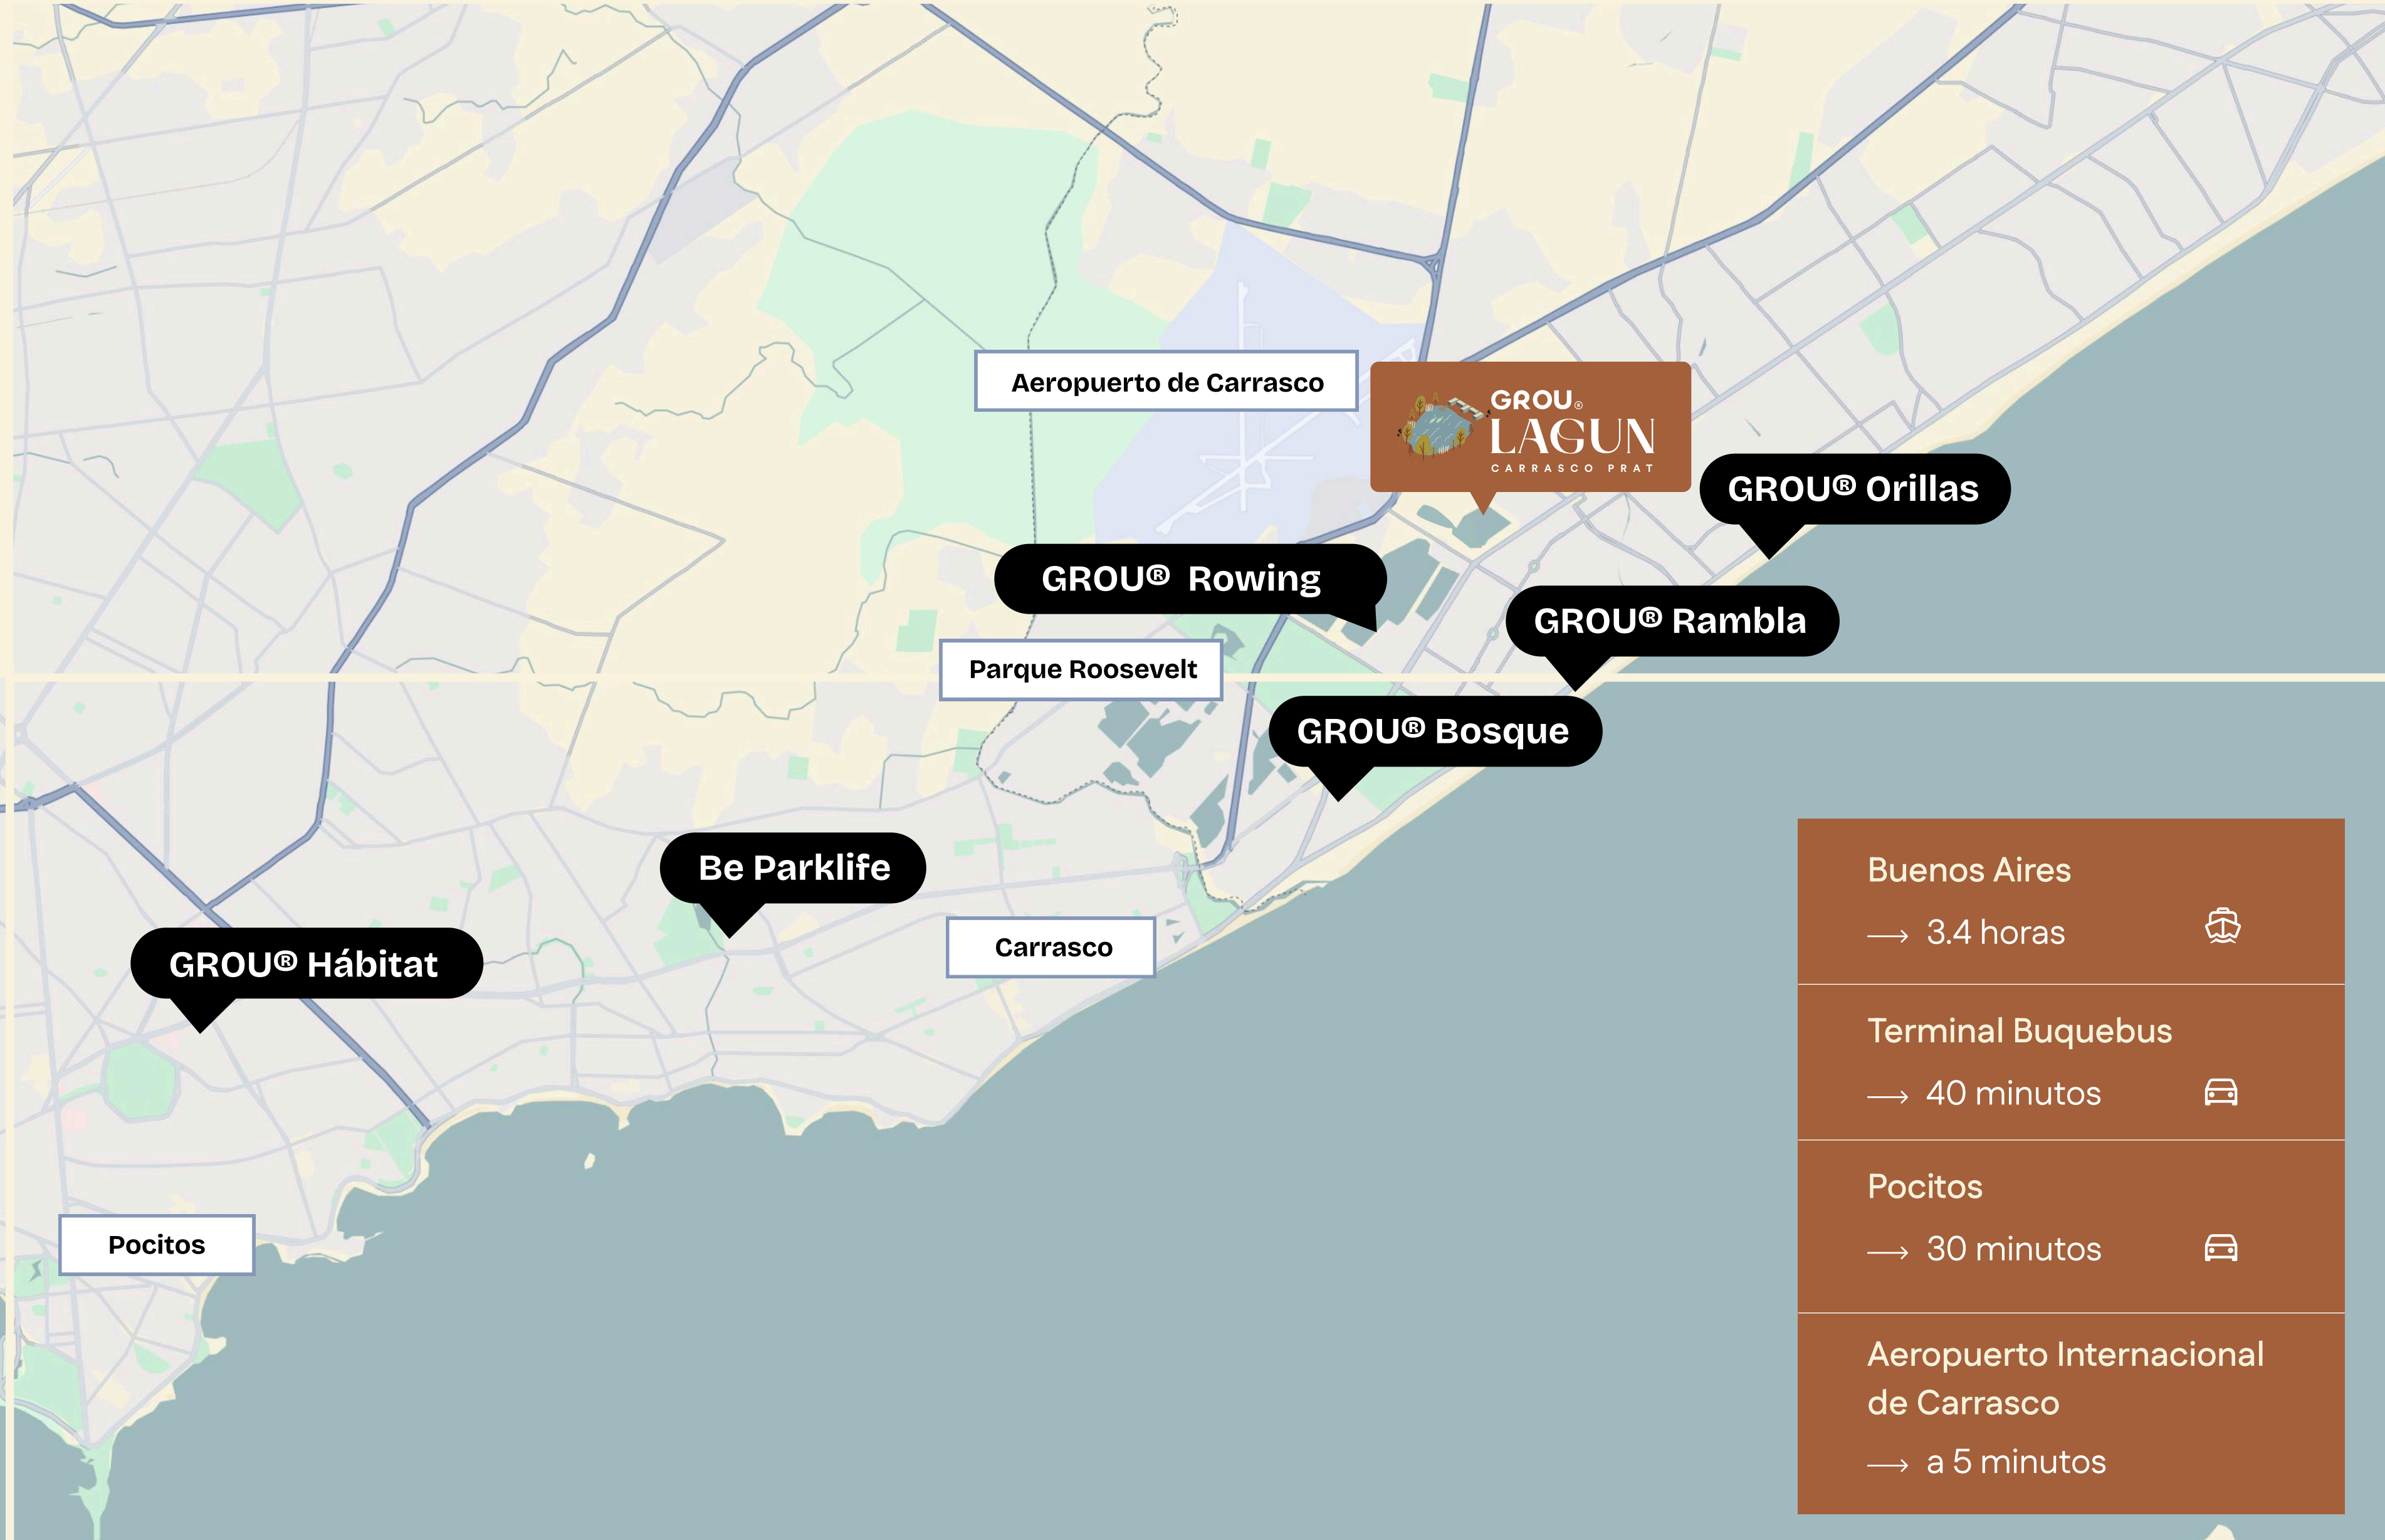 Aeropuerto de Carrasco
GROU®
LAGUN
CARRASCO PRAT
GROU® Orillas
GROU® Rowing
GROU® Rambla
Parque Roosevelt
GROU® Bosque
Be Parklife
Carrasco
GROU® Hábitat
Pocitos
Buenos Aires
→ 3.4 horas
Terminal Buquebus
→ 40 minutos
Pocitos
→ 30 minutos
Aeropuerto Internacional
de Carrasco
→ a 5 minutos